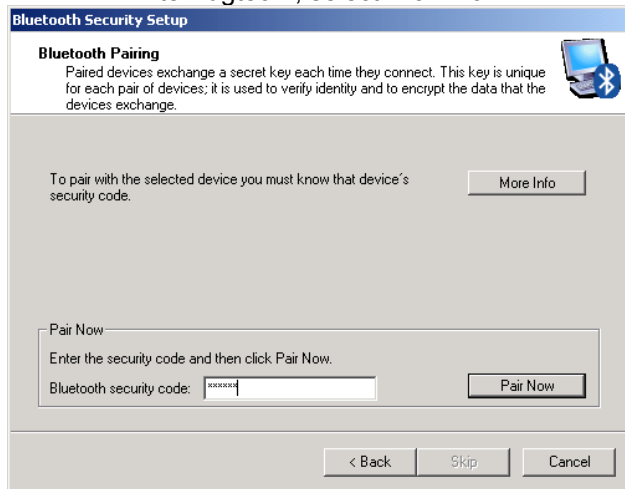 Bluetooth Security Setup
Bluetooth Pairing
Paired devices exchange a secret key each time they connect. This key is unique
for each pair of devices; it is used to verify identity and to encrypt the data that the
devices exchange.
To pair with the selected device you must know that device´s
security code.
More Info
Pair Now
Enter the security code and then click Pair Now.
Bluetooth security code: xxxxxx
Pair Now
< Back Skip Cancel